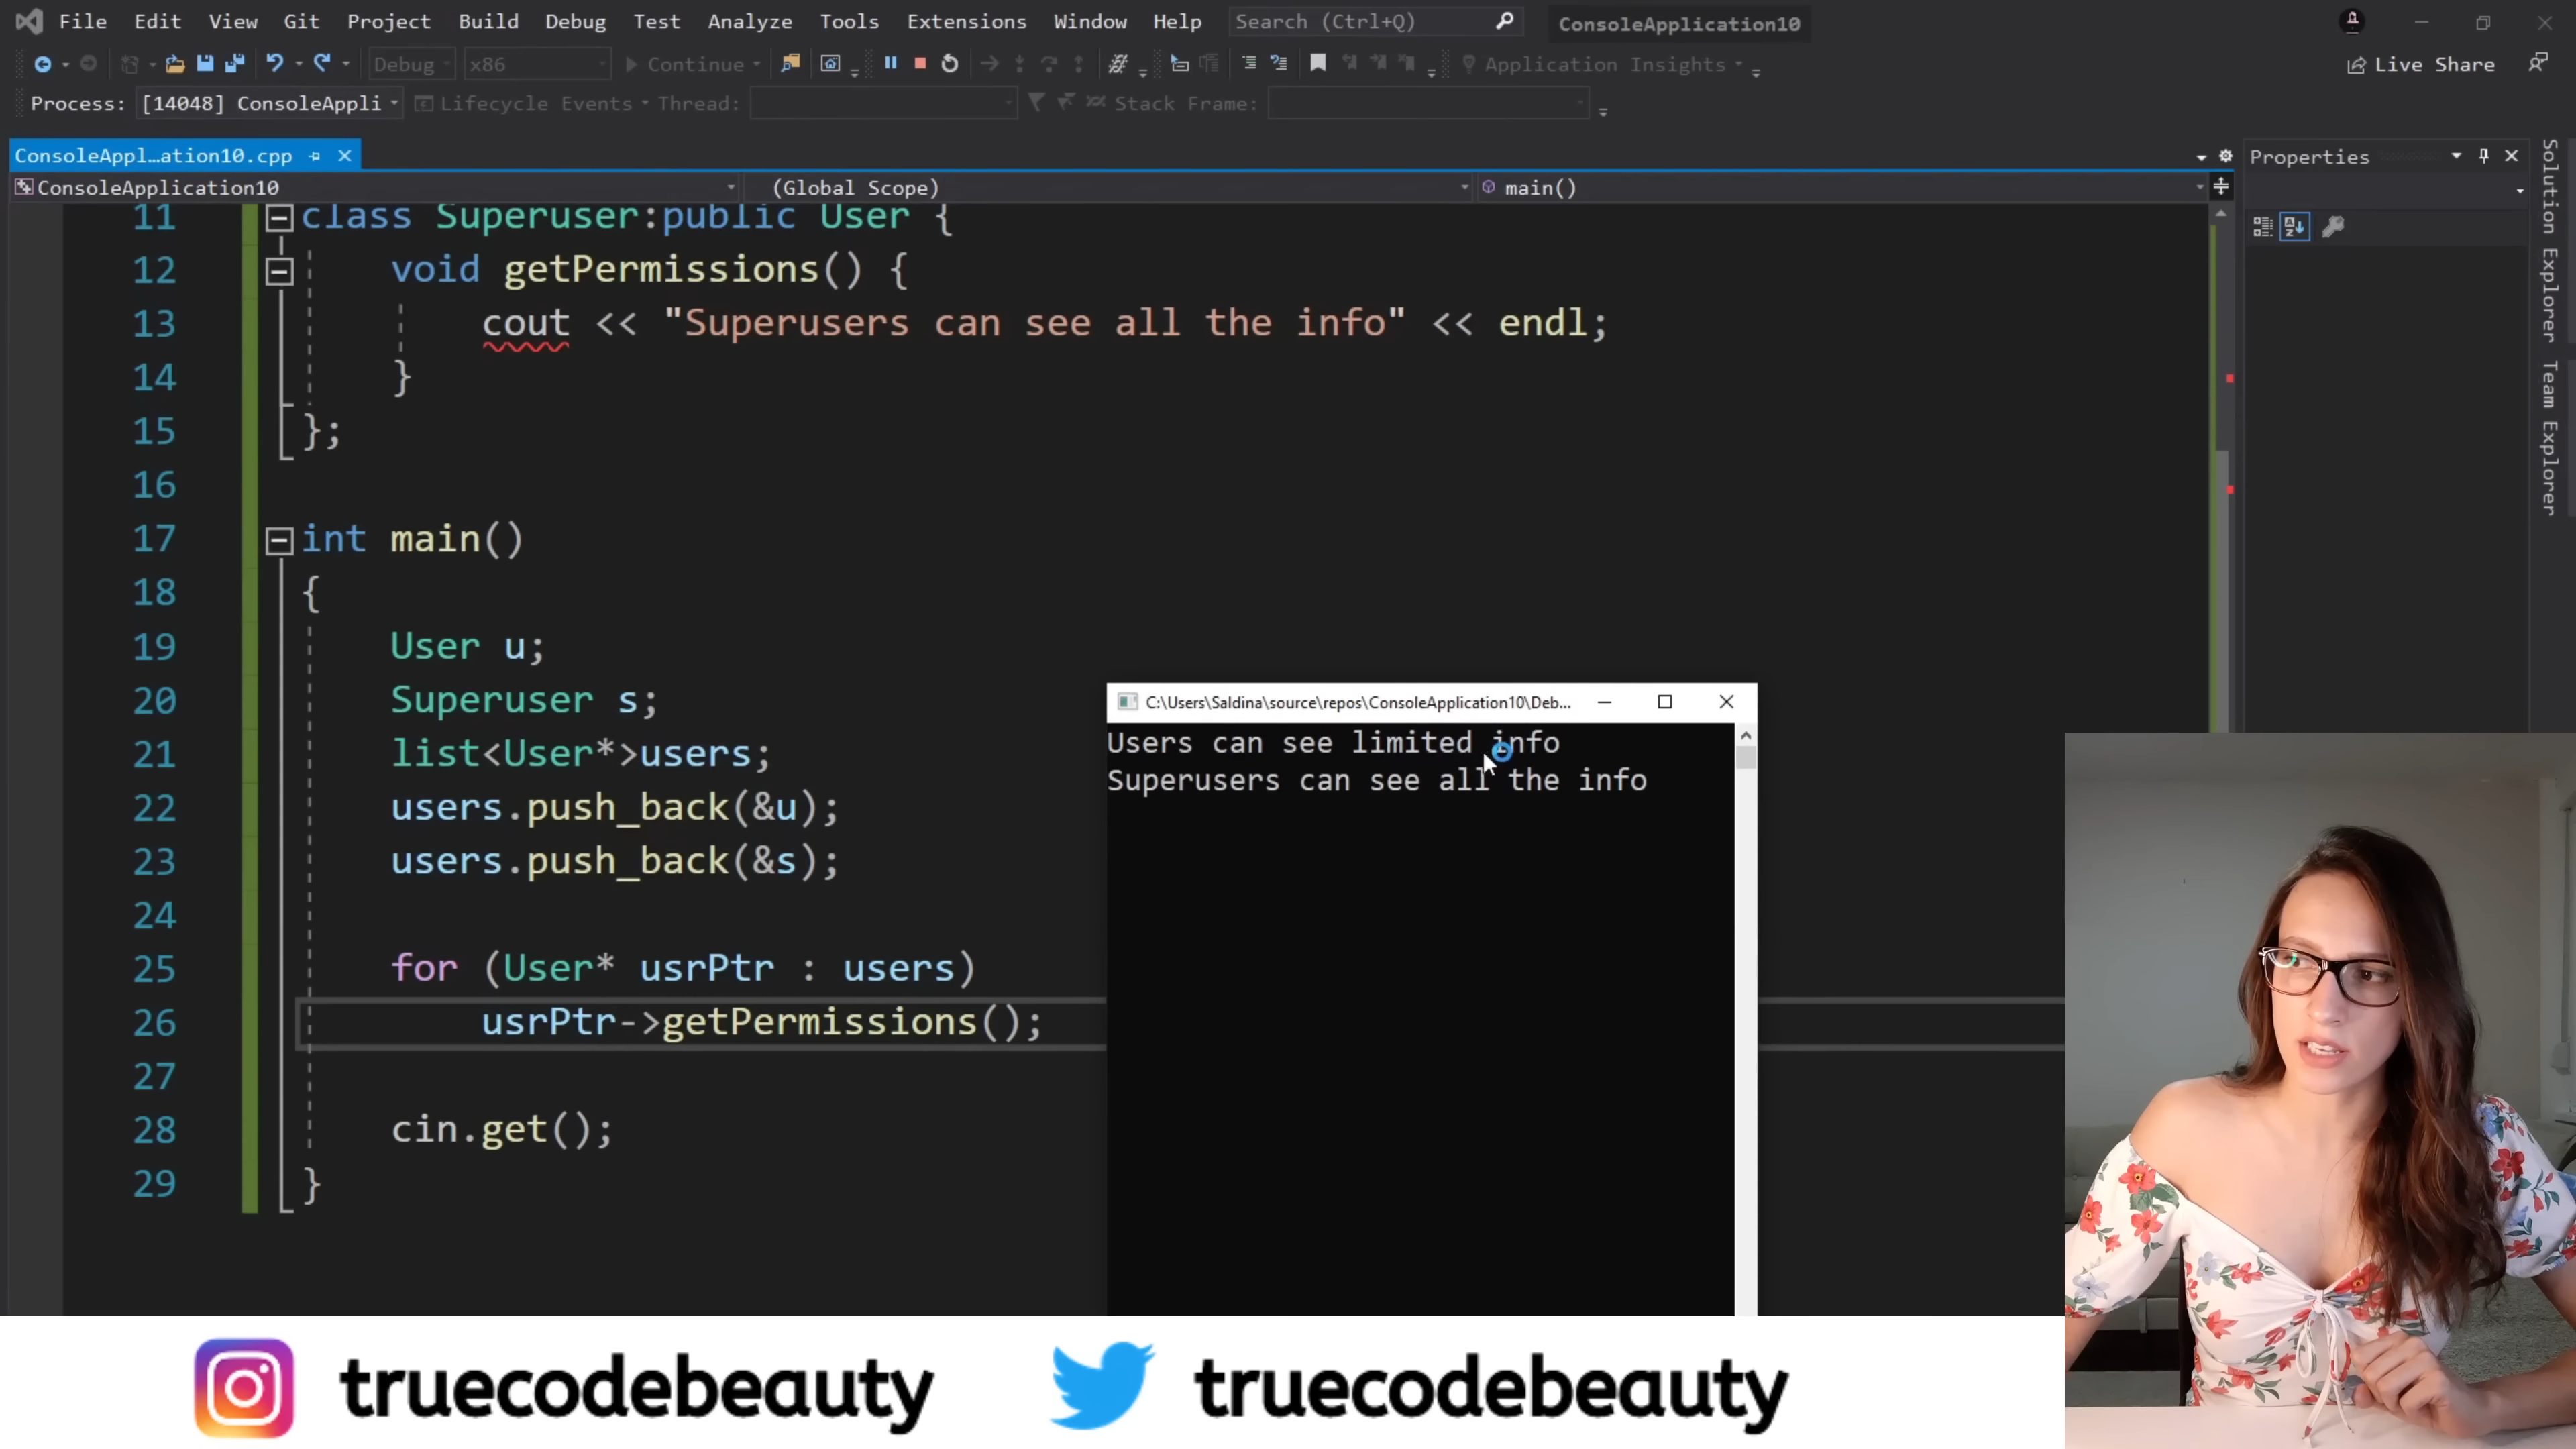 File Edit View Git Project Build Debug Test Analyze Tools Extensions Window Help Search (Ctrl+Q) ConsoleApplication10
Debug x86 Continue Application Insights Live Share
Process: [14048] ConsoleAppli Lifecycle Events Thread: Stack Frame:
ConsoleAppl...ation10.cpp
Properties
ConsoleApplication10 (Global Scope) main()
11 class Superuser:public User {
12 void getPermissions() {
13 cout << "Superusers can see all the info" << endl;
14 }
15 };
16
17 int main()
18 {
19 User u;
20 Superuser s;
21 list<User*>users;
22 users.push_back(&u);
23 users.push_back(&s);
24
25 for (User* usrPtr : users)
26 usrPtr->getPermissions();
27
28 cin.get();
29 }
C:\Users\Saldina\source\repos\ConsoleApplication10\Deb...
Users can see limited info
Superusers can see all the info
Solution Explorer
Team Explorer
truecodebeauty
truecodebeauty